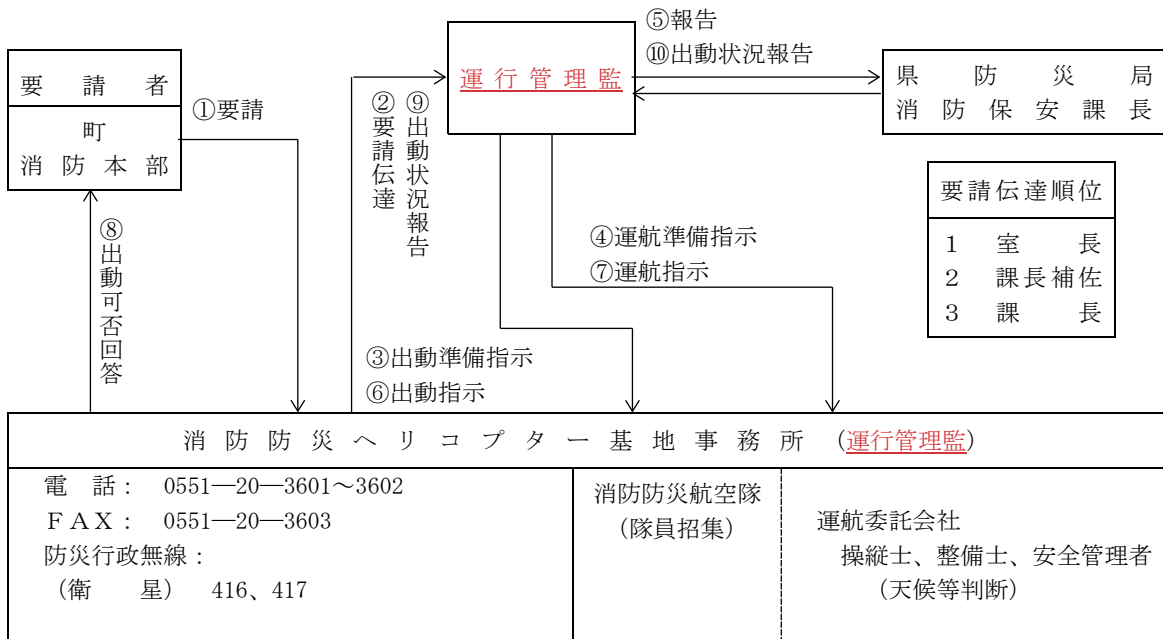 ⑤報告
⑩出動状況報告
運行管理監
県防災局
消防保安課長
要請者
町
消防本部
①要請
②要請伝達
⑨出動状況報告
⑧出動可否回答
④運航準備指示
⑦運航指示
③出動準備指示
⑥出動指示
要請伝達順位
1 室長
2 課長補佐
3 課長
消防防災ヘリコプター基地事務所(運行管理監)
電話: 0551―20―3601～3602
FAX: 0551―20―3603
防災行政無線:
(衛星) 416、417
消防防災航空隊
(隊員招集)
運航委託会社
操縦士、整備士、安全管理者
(天候等判断)